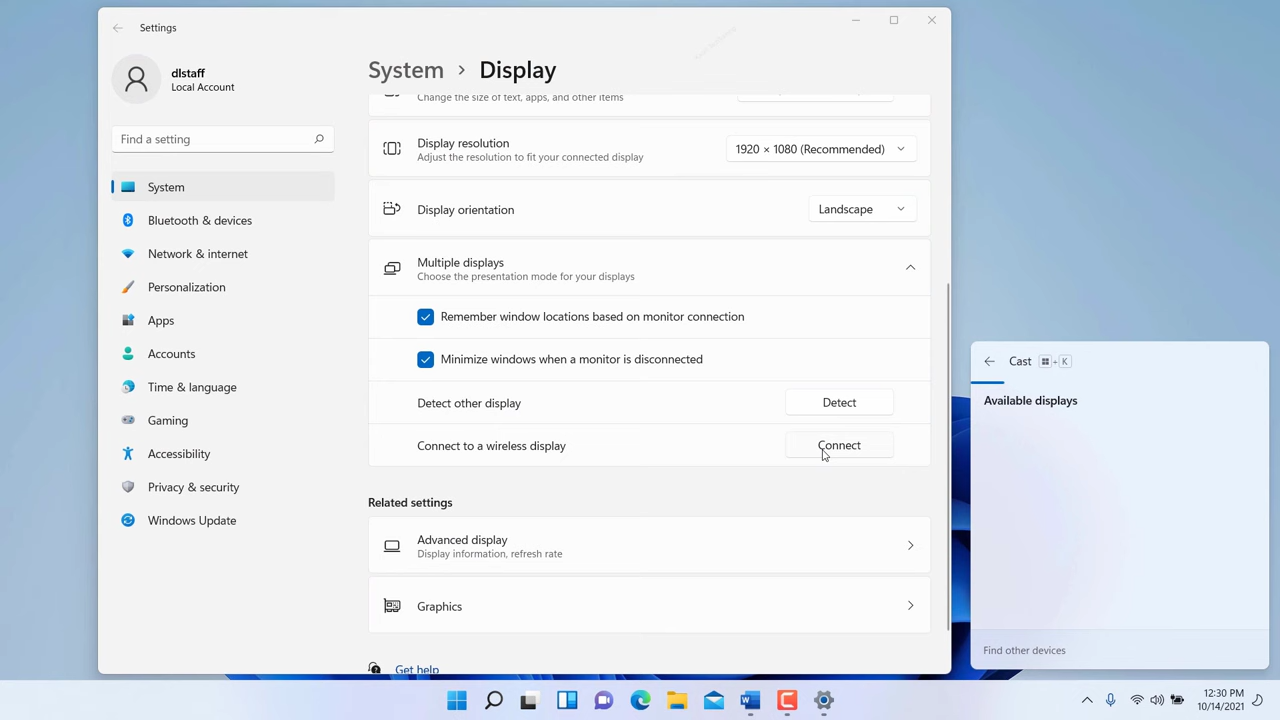 Settings
dlstaff
Local Account
System > Display
Change the size of text, apps, and other items
Find a setting
Display resolution
Adjust the resolution to fit your connected display
1920 × 1080 (Recommended)
System
Bluetooth & devices
Network & internet
Personalization
Apps
Accounts
Time & language
Gaming
Accessibility
Privacy & security
Windows Update
Display orientation
Landscape
Multiple displays
Choose the presentation mode for your displays
Remember window locations based on monitor connection
Minimize windows when a monitor is disconnected
Detect other display
Detect
Connect to a wireless display
Connect
Related settings
Advanced display
Display information, refresh rate
Graphics
Get help
Cast + K
Available displays
Find other devices
12:30 PM
10/14/2021